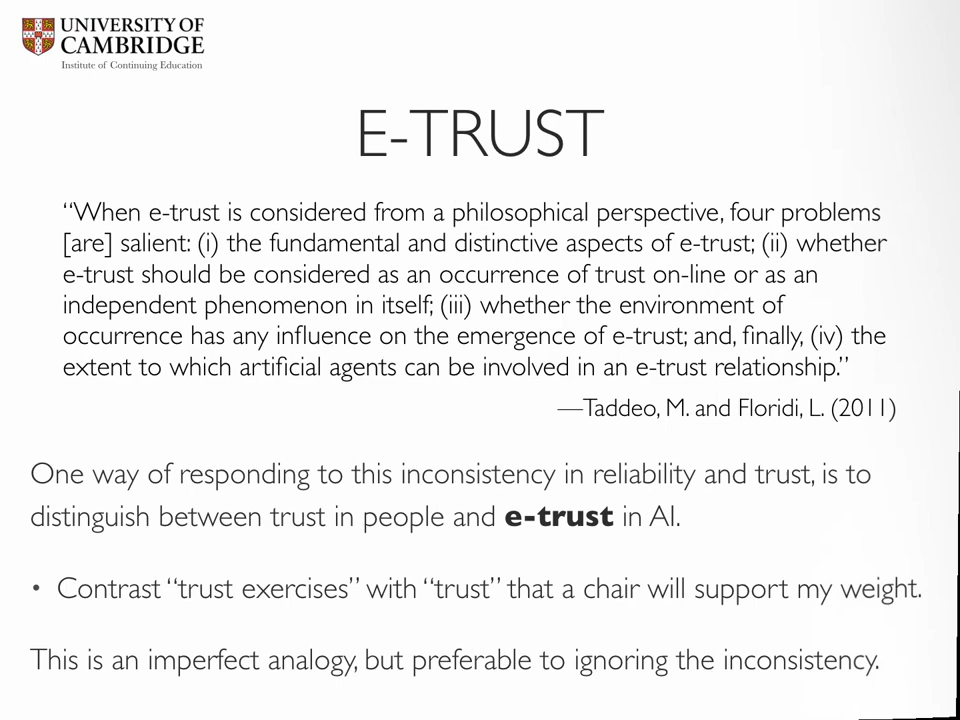 UNIVERSITY OF
CAMBRIDGE
Institute of Continuing Education
E-TRUST
“When e-trust is considered from a philosophical perspective, four problems
[are] salient: (i) the fundamental and distinctive aspects of e-trust; (ii) whether
e-trust should be considered as an occurrence of trust on-line or as an
independent phenomenon in itself; (iii) whether the environment of
occurrence has any influence on the emergence of e-trust; and, finally, (iv) the
extent to which artificial agents can be involved in an e-trust relationship.”
—Taddeo, M. and Floridi, L. (2011)
One way of responding to this inconsistency in reliability and trust, is to
distinguish between trust in people and e-trust in AI.
• Contrast “trust exercises” with “trust” that a chair will support my weight.
This is an imperfect analogy, but preferable to ignoring the inconsistency.